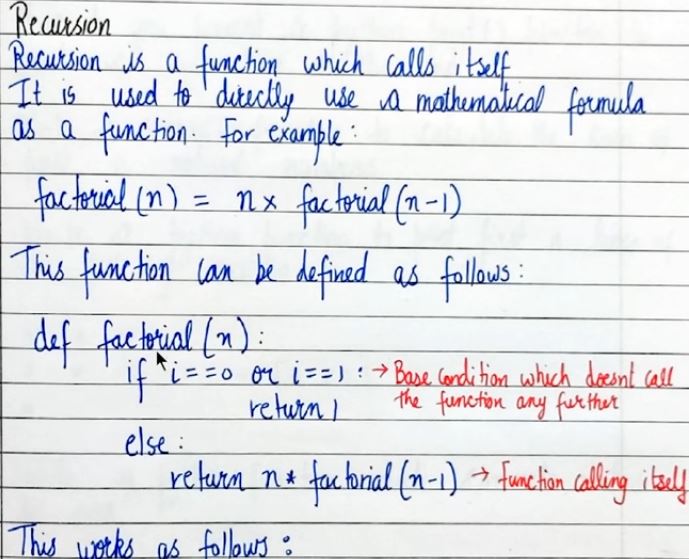 Recursion
Recursion is a function which calls itself
It is used to directly use a mathematical formula
as a function. For example:
factorial (n) = n × factorial (n-1)
This function can be defined as follows:
def factorial (n):
if i==0 or i==1: → Base condition which doesnt call
the function any further
return 1
else:
return n * factorial (n-1) → function calling itself
This works as follows: